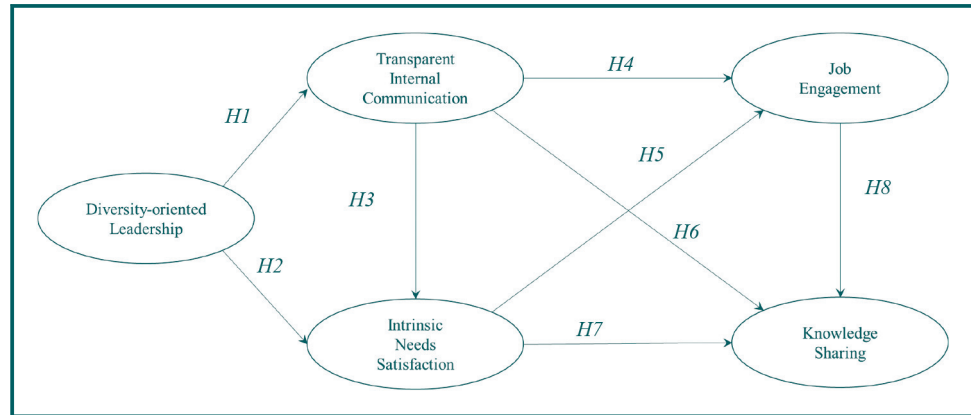 Transparent
Internal
Communication
H4
Job
Engagement
H1
H5
H3
H8
Diversity-oriented
Leadership
H6
H2
Intrinsic
Needs
Satisfaction
H7
Knowledge
Sharing